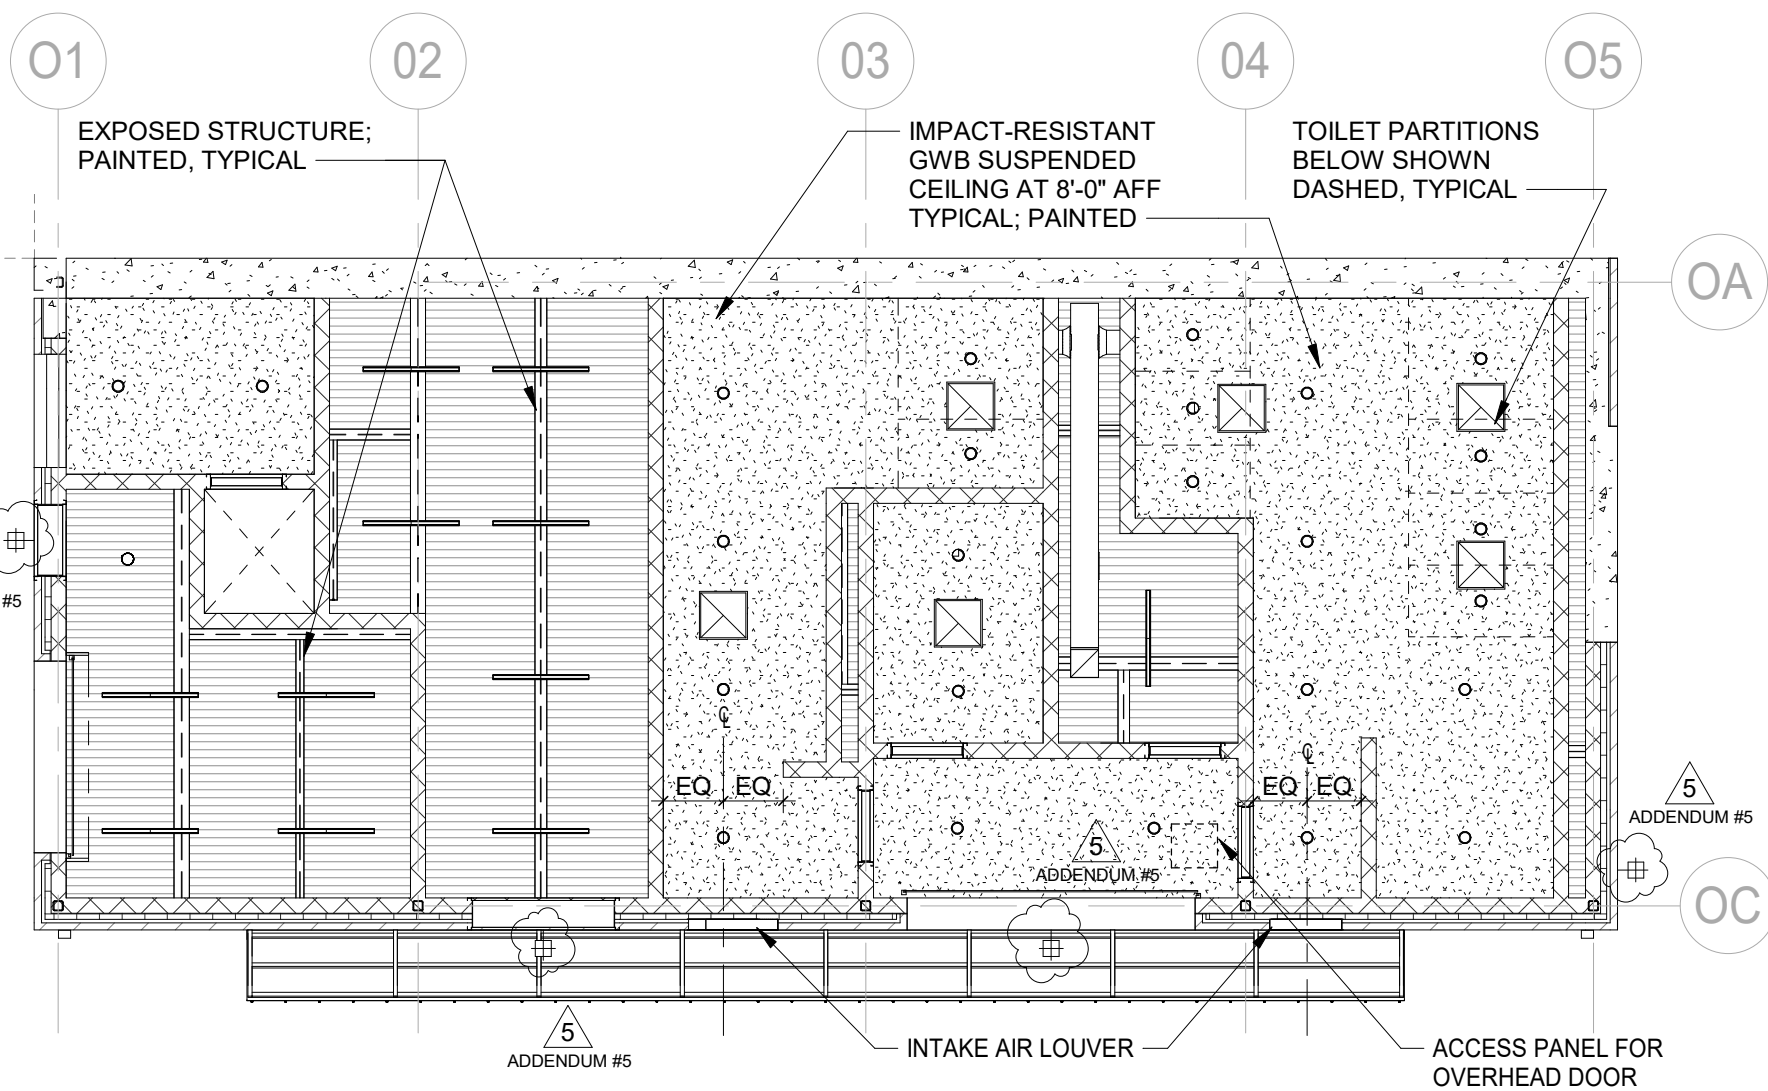 O1
02
03
04
O5
EXPOSED STRUCTURE;
PAINTED, TYPICAL
IMPACT-RESISTANT
GWB SUSPENDED
CEILING AT 8'-0" AFF
TYPICAL; PAINTED
TOILET PARTITIONS
BELOW SHOWN
DASHED, TYPICAL
OA
#5
℄
℄
EQ
EQ
EQ
EQ
5
ADDENDUM #5
5
ADDENDUM #5
OC
5
ADDENDUM #5
INTAKE AIR LOUVER
ACCESS PANEL FOR
OVERHEAD DOOR